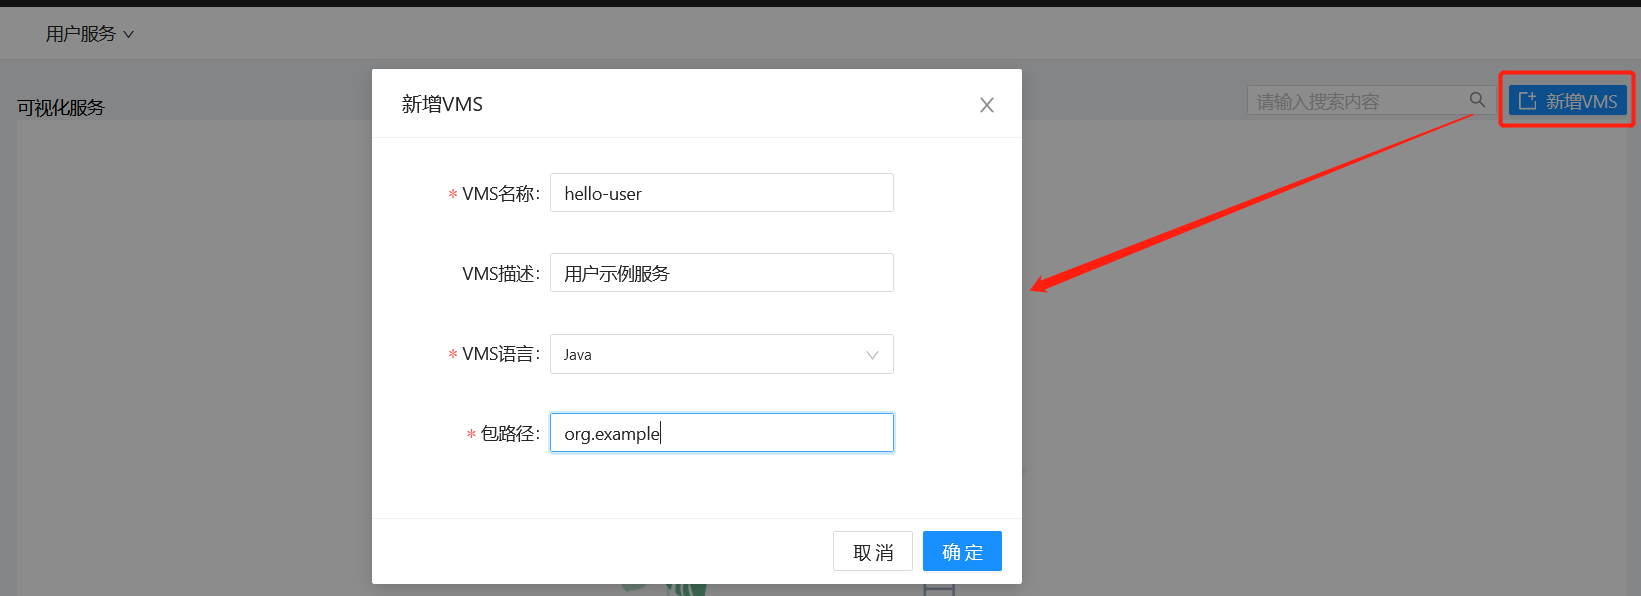 用户服务
可视化服务
请输入搜索内容
新增VMS
新增VMS
* VMS名称:
hello-user
VMS描述:
用户示例服务
* VMS语言:
Java
* 包路径:
org.example
取 消
确 定